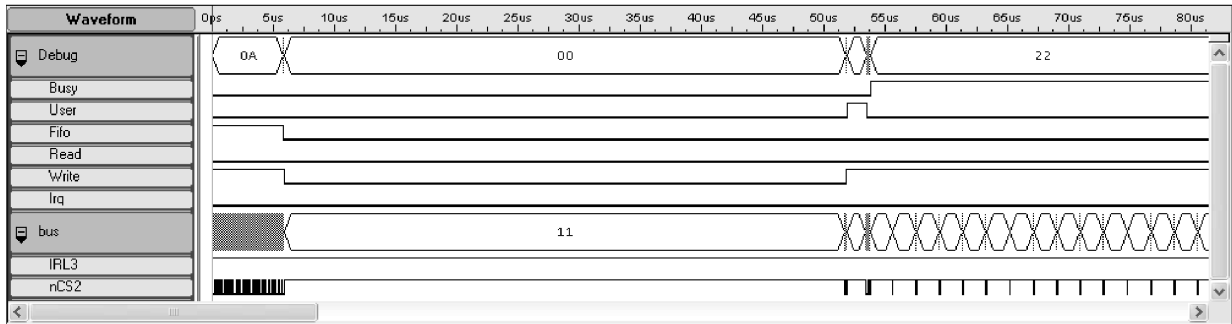 Waveform 0ps 5us 10us 15us 20us 25us 30us 35us 40us 45us 50us 55us 60us 65us 70us 75us 80us
Debug 0A 00 22
Busy
User
Fifo
Read
Write
Irq
bus 11
IRL3
nCS2